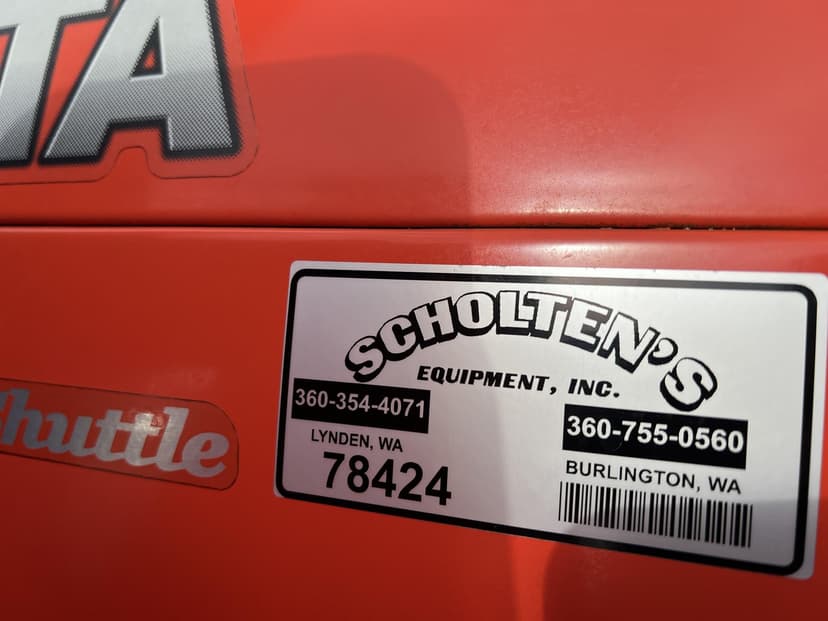 TA
Shuttle
SCHOLTEN'S
EQUIPMENT, INC.
360-354-4071
LYNDEN, WA
78424
360-755-0560
BURLINGTON, WA